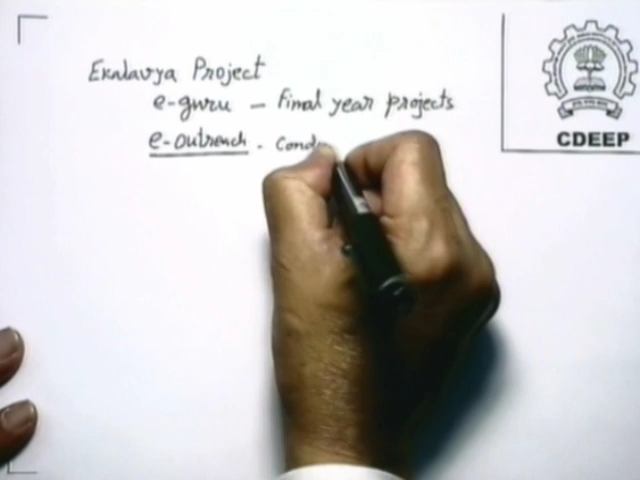 Ekalavya Project
e-guru - Final year projects
e-outreach - Cond
CDEEP